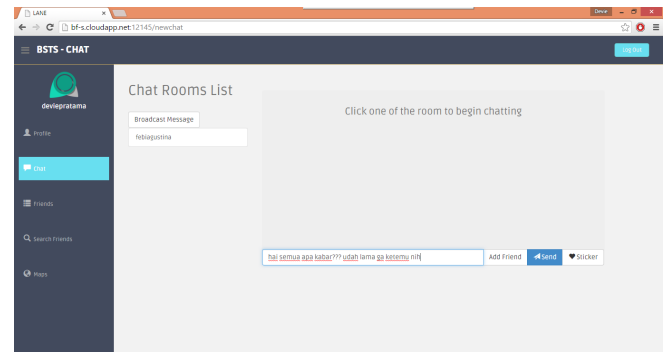 LANE
Devie
bf-s.cloudapp.net:12145/newchat
BSTS - CHAT
Log Out
deviepratama
Profile
Chat
Friends
Search Friends
Maps
Chat Rooms List
Broadcast Message
febiagustina
Click one of the room to begin chatting
hai semua apa kabar??? udah lama ga ketemu nih
Add Friend
Send
Sticker